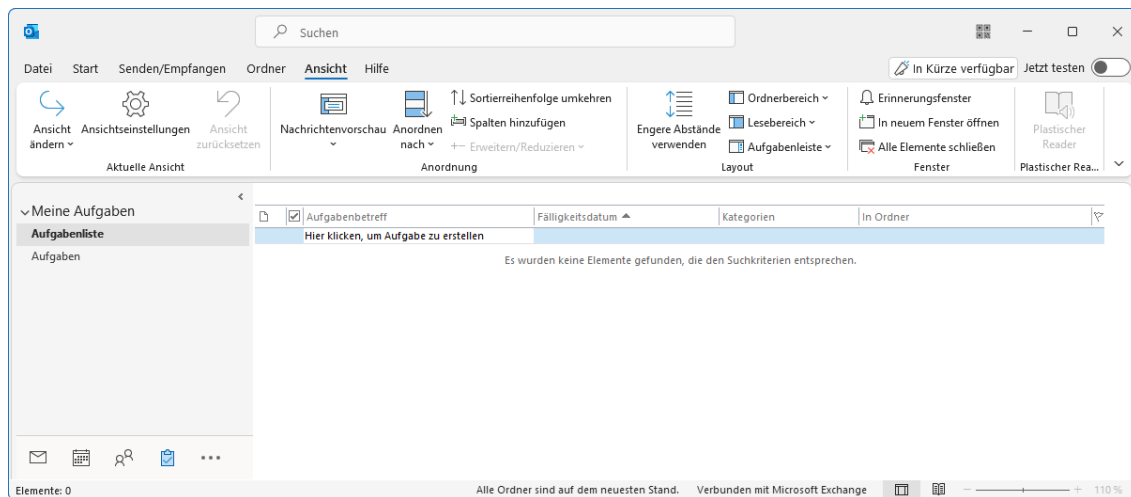 Suchen
Datei Start Senden/Empfangen Ordner Ansicht Hilfe In Kürze verfügbar Jetzt testen
Ansicht ändern
Ansichtseinstellungen
Ansicht zurücksetzen
Aktuelle Ansicht
Nachrichtenvorschau
Anordnen nach
Sortierreihenfolge umkehren
Spalten hinzufügen
Erweitern/Reduzieren
Anordnung
Engere Abstände verwenden
Ordnerbereich
Lesebereich
Aufgabenleiste
Layout
Erinnerungsfenster
In neuem Fenster öffnen
Alle Elemente schließen
Fenster
Plastischer Reader
Plastischer Rea...
Meine Aufgaben
Aufgabenliste
Aufgaben
Aufgabenbetreff Fälligkeitsdatum Kategorien In Ordner
Hier klicken, um Aufgabe zu erstellen
Es wurden keine Elemente gefunden, die den Suchkriterien entsprechen.
Elemente: 0 Alle Ordner sind auf dem neuesten Stand. Verbunden mit Microsoft Exchange 110 %